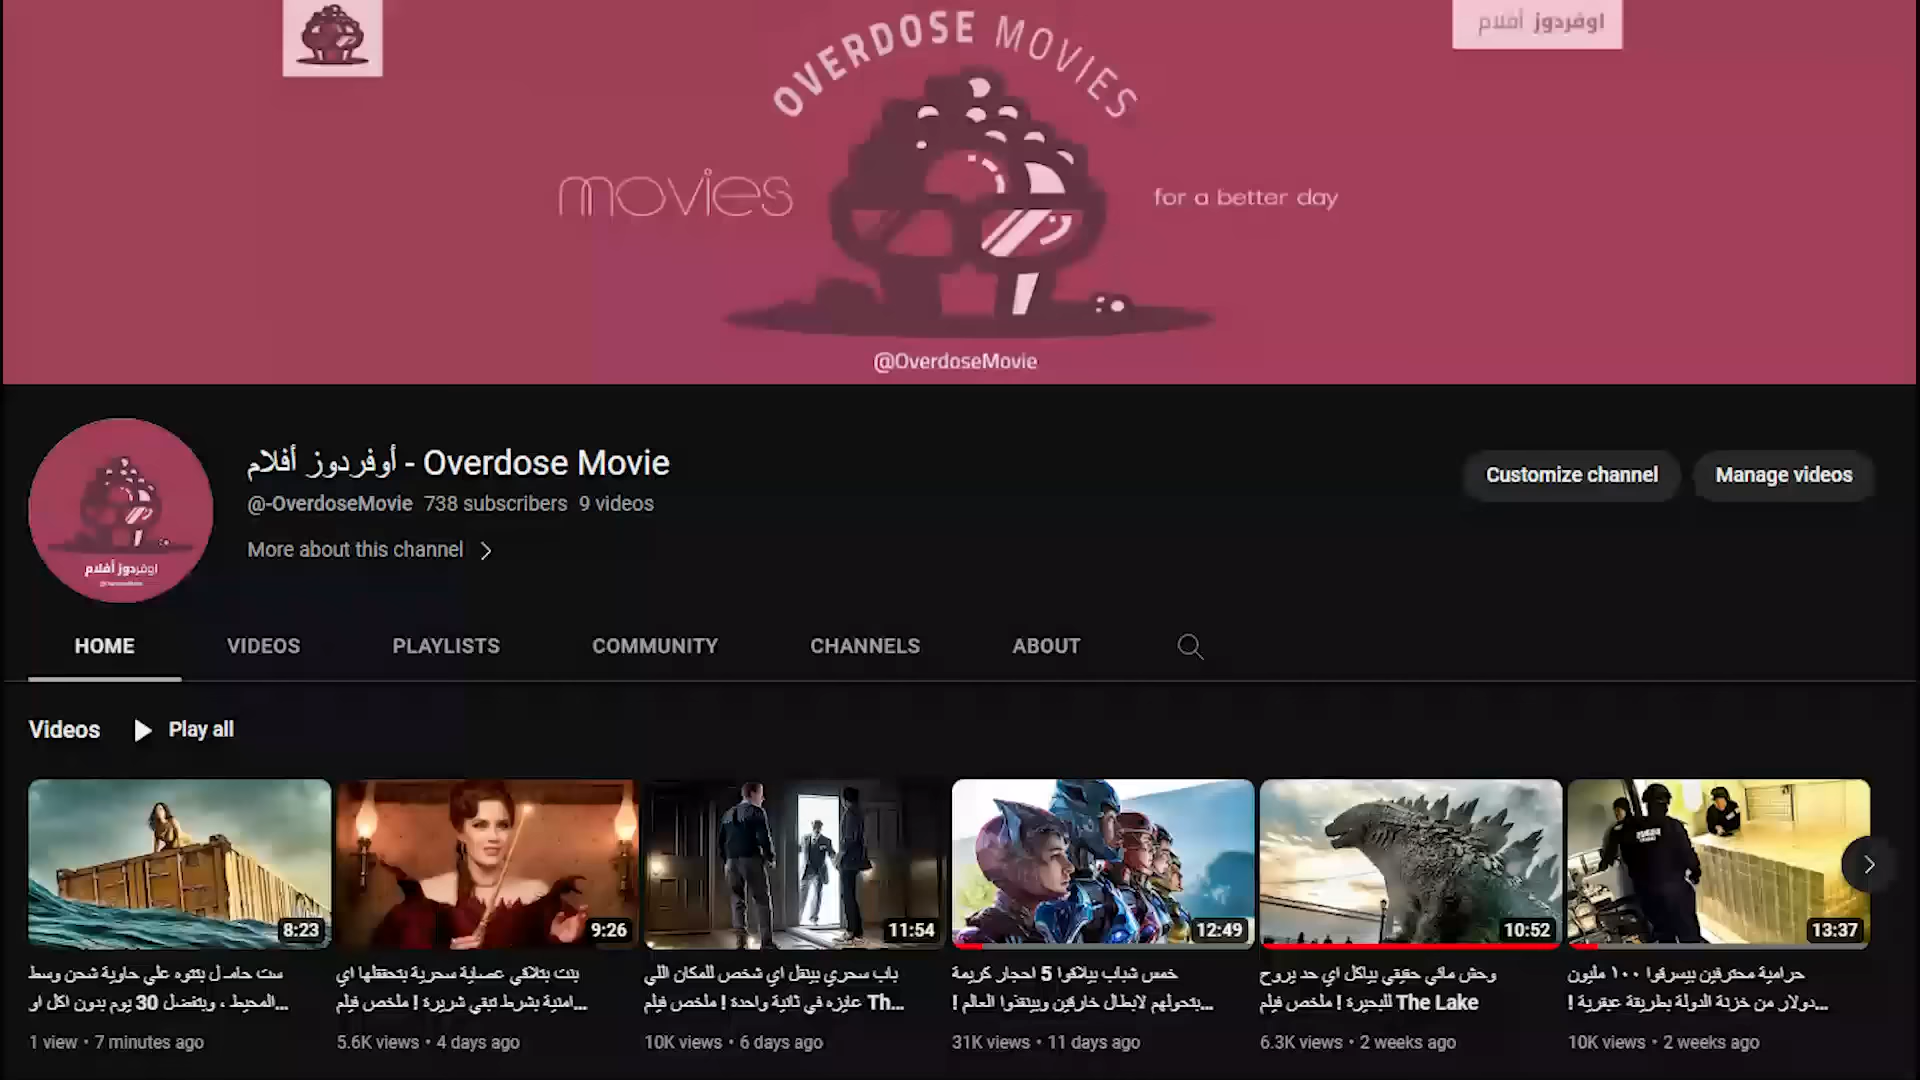 اوفردوز أفلام
OVERDOSE MOVIES
movies
for a better day
@OverdoseMovie
أوفردوز أفلام - Overdose Movie
@-OverdoseMovie 738 subscribers 9 videos
More about this channel
Customize channel
Manage videos
اوفردوز أفلام
HOME
VIDEOS
PLAYLISTS
COMMUNITY
CHANNELS
ABOUT
Videos
Play all
8:23
9:26
11:54
12:49
10:52
13:37
ست حامل بتتوه علي حاوية شحن وسط
المحيط ، وبتفضل 30 يوم بدون اكل او...
1 view • 7 minutes ago
بنت بتلاقي عصاية سحرية بتحققلها اي
امنية بشرط تبقي شريرة ! ملخص فيلم...
5.6K views • 4 days ago
باب سحري بينقل اي شخص للمكان اللي
عايزه في ثانية واحدة ! ملخص فيلم Th...
10K views • 6 days ago
خمس شباب بيلاقوا 5 احجار كريمة
بتحولهم لابطال خارقين وبينقذوا العالم !...
31K views • 11 days ago
وحش مائي حقيقي بياكل اي حد يروح
للبحيرة ! ملخص فيلم The Lake
6.3K views • 2 weeks ago
حرامية محترفين بيسرقوا ١٠٠ مليون
دولار من خزنة الدولة بطريقة عبقرية !...
10K views • 2 weeks ago